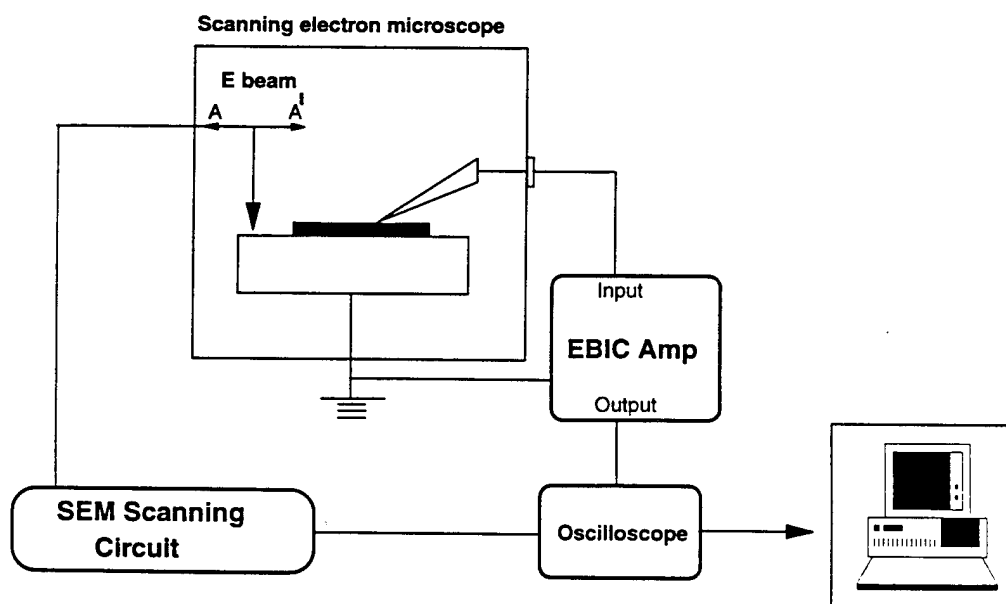 Scanning electron microscope
E beam
A A'
Input
EBIC Amp
Output
SEM Scanning
Circuit
Oscilloscope